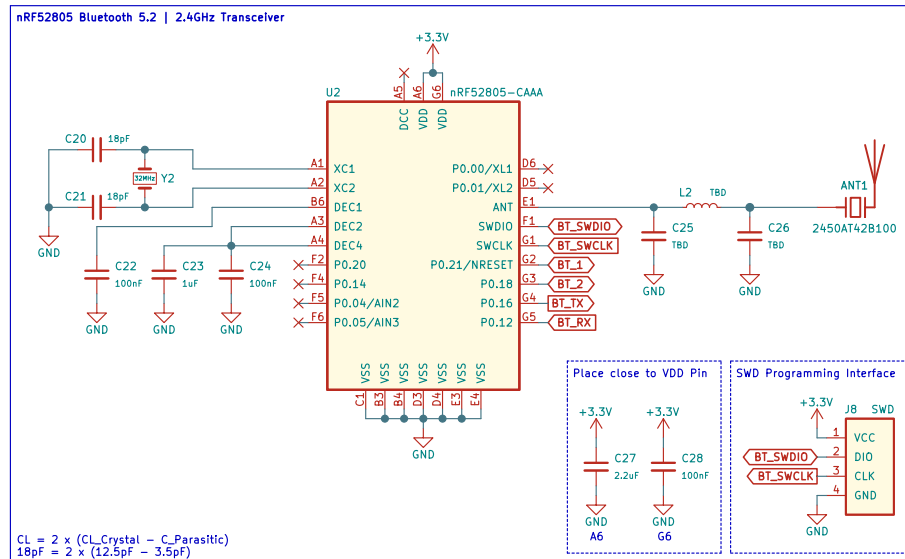 nRF52805 Bluetooth 5.2 | 2.4GHz Transceiver
+3.3V
U2
nRF52805-CAAA
A5
A6
G6
DCC
VDD
VDD
C20
18pF
32MHz
Y2
C21
18pF
GND
A1
XC1
A2
XC2
B6
DEC1
A3
DEC2
A4
DEC4
F2
P0.20
F4
P0.14
F5
P0.04/AIN2
F6
P0.05/AIN3
P0.00/XL1
D6
P0.01/XL2
D5
ANT
E1
SWDIO
F1
BT_SWDIO
SWCLK
G1
BT_SWCLK
P0.21/NRESET
G2
BT_1
P0.18
G3
BT_2
P0.16
G4
BT_TX
P0.12
G5
BT_RX
C22
100nF
GND
C23
1uF
GND
C24
100nF
GND
L2
TBD
C25
TBD
GND
C26
TBD
GND
ANT1
2450AT42B100
VSS
VSS
VSS
VSS
VSS
VSS
VSS
C1
B3
B4
D3
D4
E3
E4
GND
Place close to VDD Pin
+3.3V
C27
2.2uF
GND
A6
+3.3V
C28
100nF
GND
G6
SWD Programming Interface
J8
SWD
+3.3V
1
VCC
BT_SWDIO
2
DIO
BT_SWCLK
3
CLK
4
GND
GND
CL = 2 x (CL_Crystal - C_Parasitic)
18pF = 2 x (12.5pF - 3.5pF)